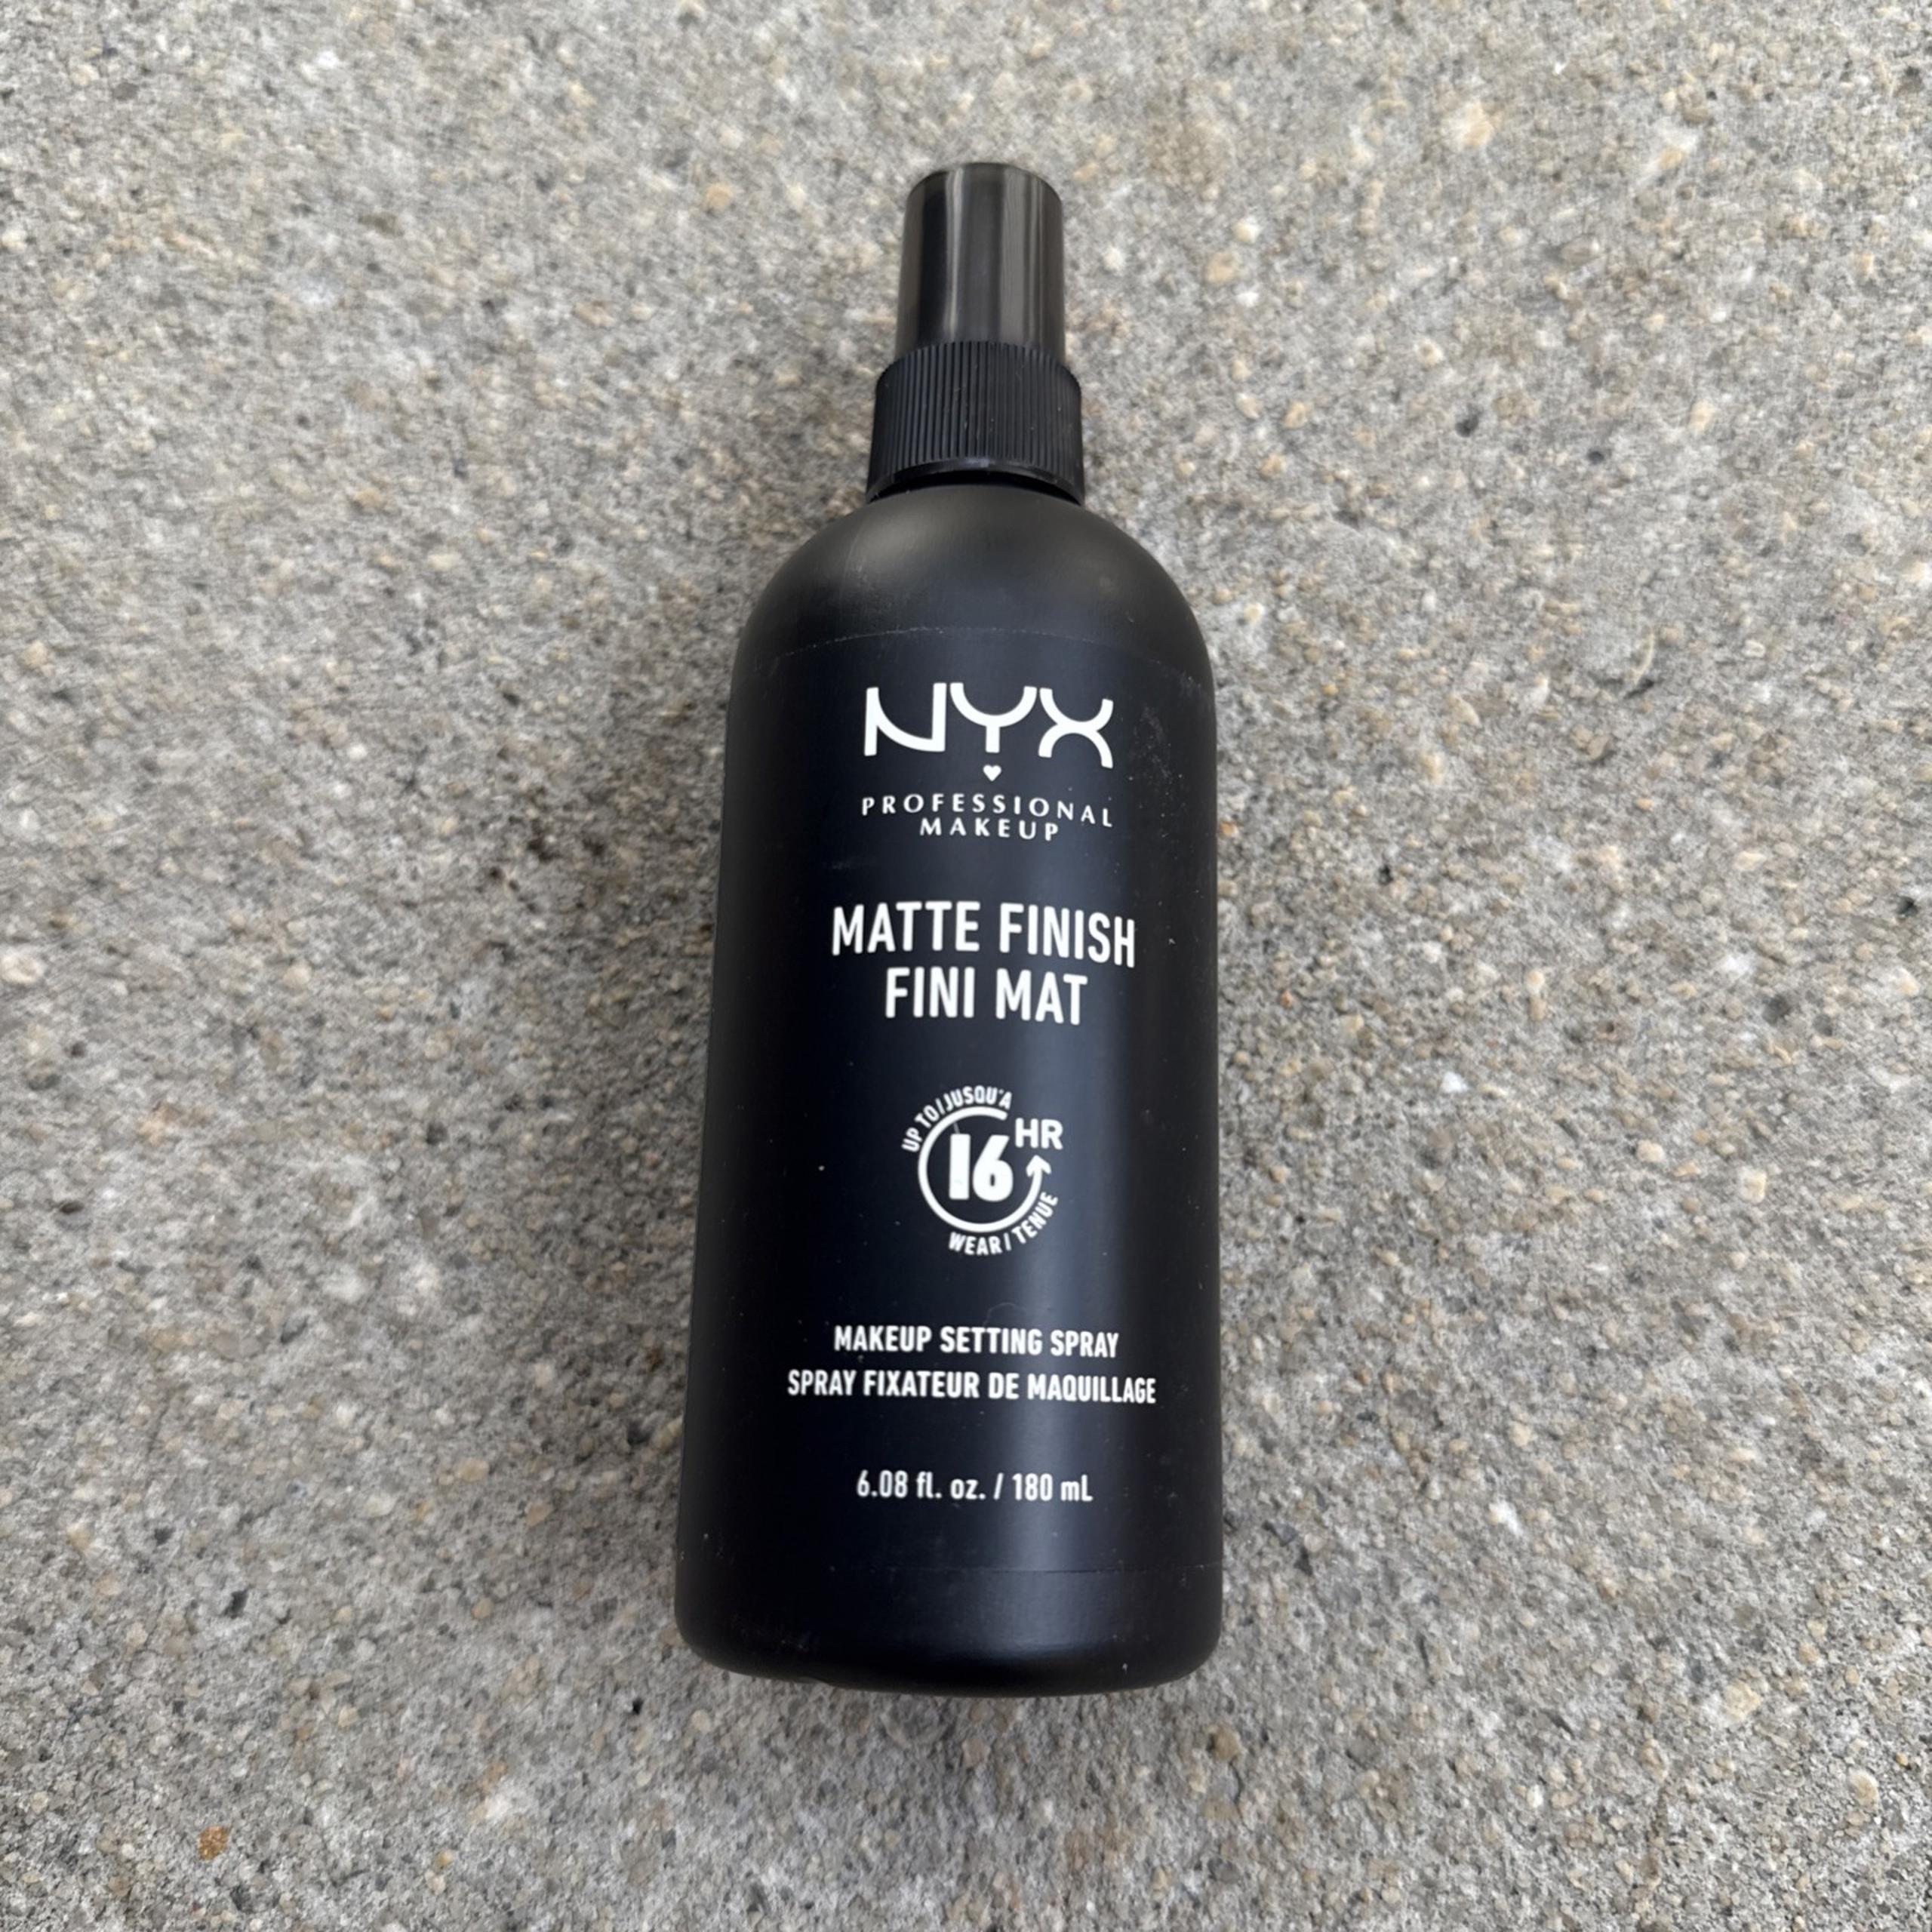 NYX
PROFESSIONAL
MAKEUP
MATTE FINISH
FINI MAT
UP TO/JUSQU'A
16 HR
WEAR/TENUE
MAKEUP SETTING SPRAY
SPRAY FIXATEUR DE MAQUILLAGE
6.08 fl. oz. / 180 mL